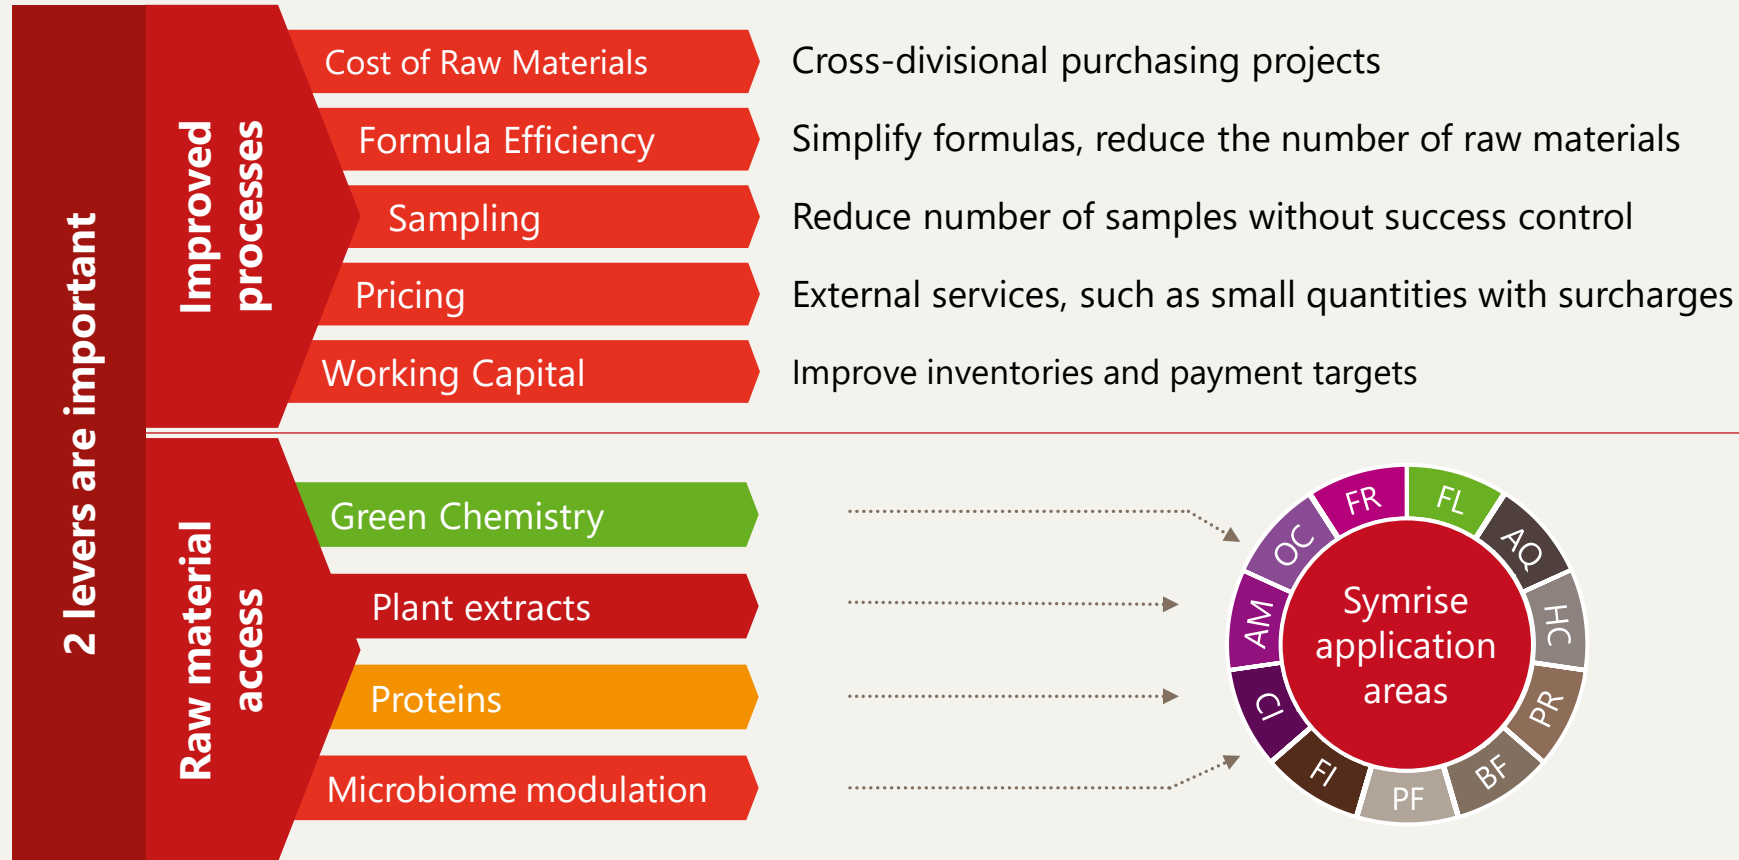 2 levers are important
Improved
processes
Cost of Raw Materials
Cross-divisional purchasing projects
Formula Efficiency
Simplify formulas, reduce the number of raw materials
Sampling
Reduce number of samples without success control
Pricing
External services, such as small quantities with surcharges
Working Capital
Improve inventories and payment targets
Raw material
access
Green Chemistry
Plant extracts
Proteins
Microbiome modulation
Symrise
application
areas
FR
FL
AQ
HC
PR
BF
PF
FI
CI
AM
OC